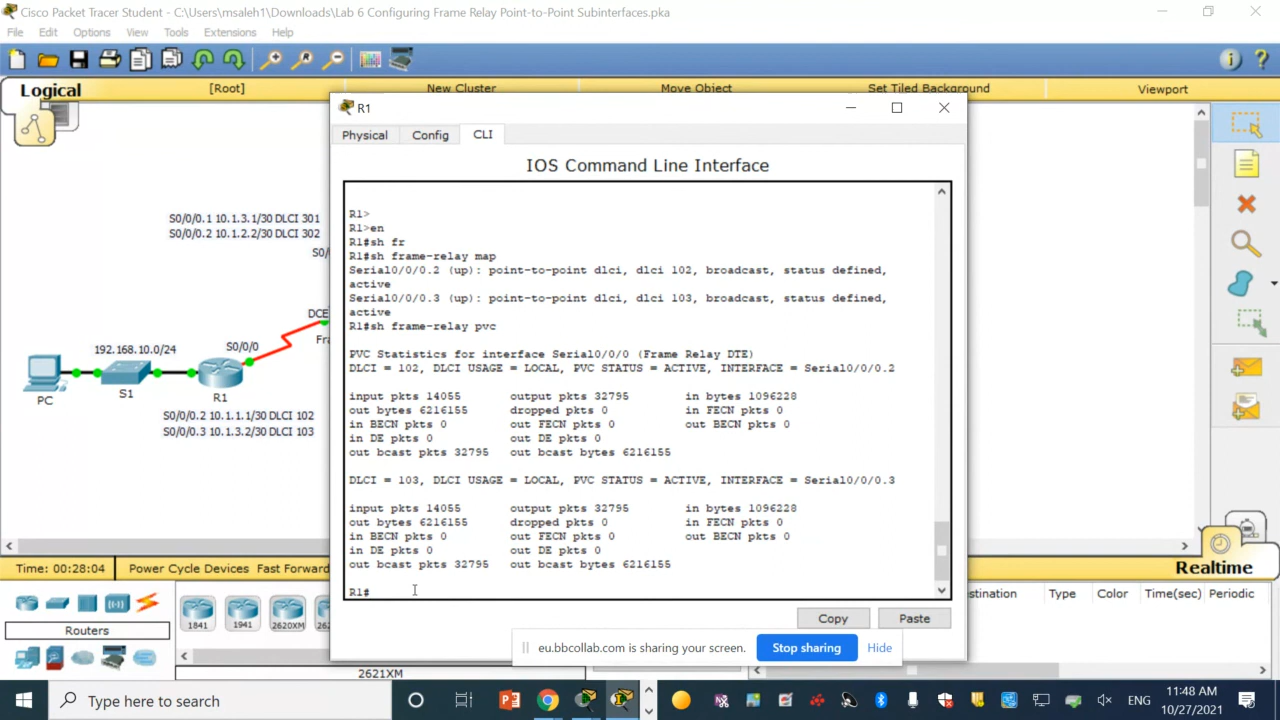 Cisco Packet Tracer Student - C:\Users\msaleh1\Downloads\Lab 6 Configuring Frame Relay Point-to-Point Subinterfaces.pka
File Edit Options View Tools Extensions Help
Logical [Root] New Cluster Move Object Set Tiled Background Viewport
R1
Physical Config CLI
IOS Command Line Interface
R1>
R1>en
R1#sh fr
R1#sh frame-relay map
Serial0/0/0.2 (up): point-to-point dlci, dlci 102, broadcast, status defined,
active
Serial0/0/0.3 (up): point-to-point dlci, dlci 103, broadcast, status defined,
active
R1#sh frame-relay pvc
PVC Statistics for interface Serial0/0/0 (Frame Relay DTE)
DLCI = 102, DLCI USAGE = LOCAL, PVC STATUS = ACTIVE, INTERFACE = Serial0/0/0.2
input pkts 14055 output pkts 32795 in bytes 1096228
out bytes 6216155 dropped pkts 0 in FECN pkts 0
in BECN pkts 0 out FECN pkts 0 out BECN pkts 0
in DE pkts 0 out DE pkts 0
out bcast pkts 32795 out bcast bytes 6216155
DLCI = 103, DLCI USAGE = LOCAL, PVC STATUS = ACTIVE, INTERFACE = Serial0/0/0.3
input pkts 14055 output pkts 32795 in bytes 1096228
out bytes 6216155 dropped pkts 0 in FECN pkts 0
in BECN pkts 0 out FECN pkts 0 out BECN pkts 0
in DE pkts 0 out DE pkts 0
out bcast pkts 32795 out bcast bytes 6216155
R1#
Copy Paste
S0/0/0.1 10.1.3.1/30 DLCI 301
S0/0/0.2 10.1.2.2/30 DLCI 302
S0/
DCE
Fra
192.168.10.0/24
S0/0/0
PC
S1
R1
S0/0/0.2 10.1.1.1/30 DLCI 102
S0/0/0.3 10.1.3.2/30 DLCI 103
Time: 00:28:04 Power Cycle Devices Fast Forward
Realtime
Routers
1841 1941 2620XM 262
2621XM
stination Type Color Time(sec) Periodic
eu.bbcollab.com is sharing your screen. Stop sharing Hide
Type here to search
ENG
11:48 AM
10/27/2021